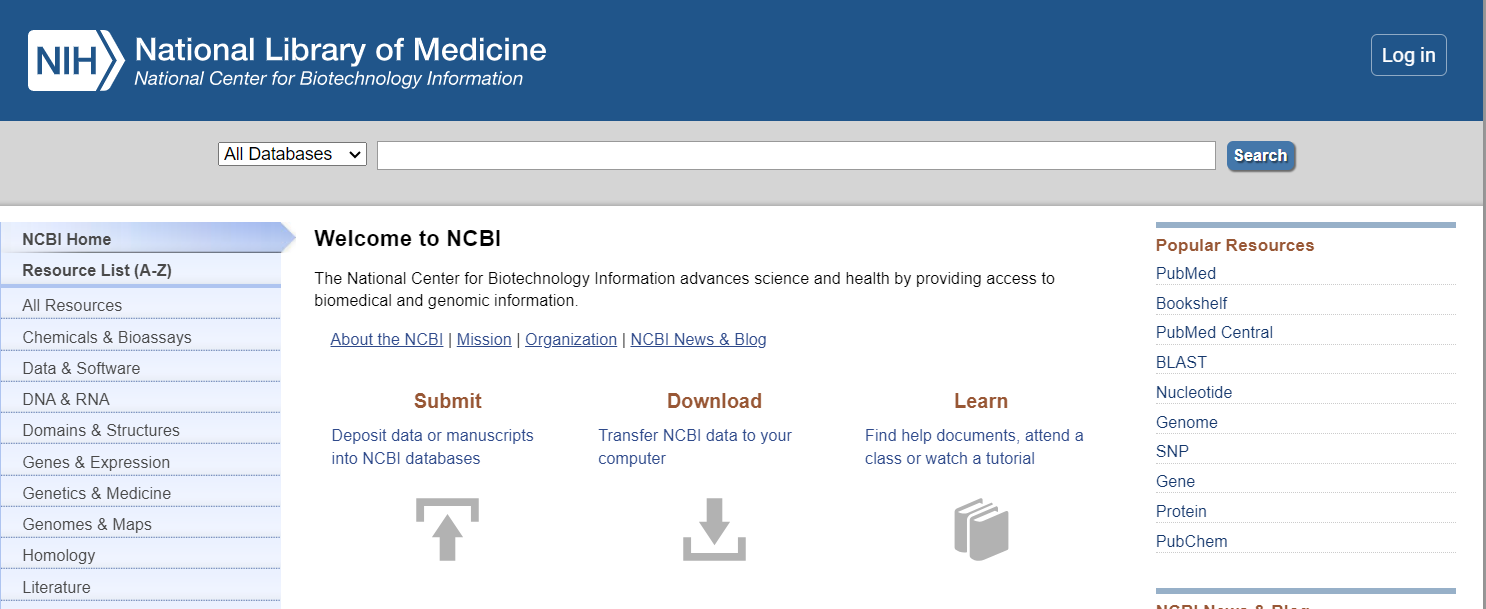 NIH National Library of Medicine
National Center for Biotechnology Information
Log in
All Databases
Search
NCBI Home
Resource List (A-Z)
All Resources
Chemicals & Bioassays
Data & Software
DNA & RNA
Domains & Structures
Genes & Expression
Genetics & Medicine
Genomes & Maps
Homology
Literature
Welcome to NCBI
The National Center for Biotechnology Information advances science and health by providing access to
biomedical and genomic information.
About the NCBI | Mission | Organization | NCBI News & Blog
Submit
Deposit data or manuscripts
into NCBI databases
Download
Transfer NCBI data to your
computer
Learn
Find help documents, attend a
class or watch a tutorial
Popular Resources
PubMed
Bookshelf
PubMed Central
BLAST
Nucleotide
Genome
SNP
Gene
Protein
PubChem
NCBI News & Blog